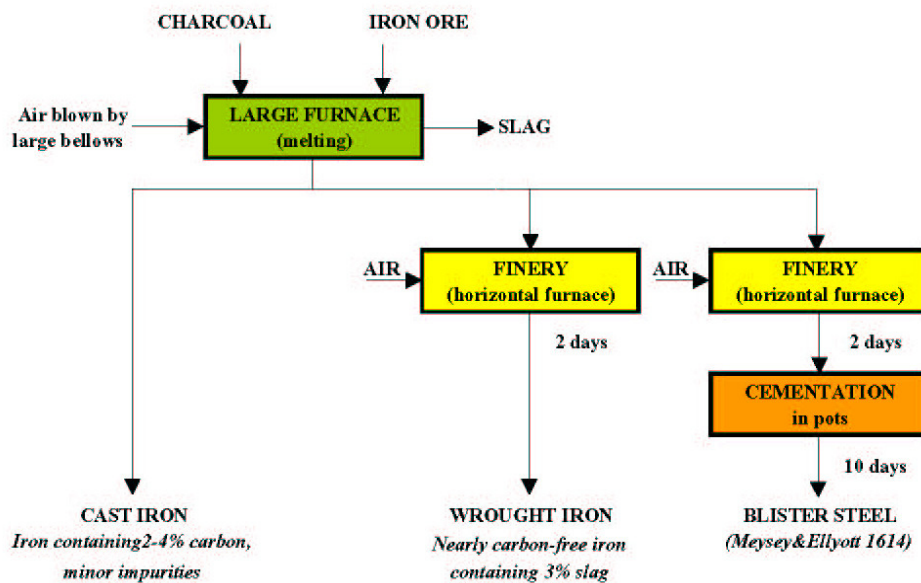 CHARCOAL
IRON ORE
Air blown by
large bellows
LARGE FURNACE
(melting)
SLAG
AIR
FINERY
(horizontal furnace)
AIR
FINERY
(horizontal furnace)
2 days
2 days
CEMENTATION
in pots
10 days
CAST IRON
Iron containing2-4% carbon,
minor impurities
WROUGHT IRON
Nearly carbon-free iron
containing 3% slag
BLISTER STEEL
(Meysey&Ellyott 1614)